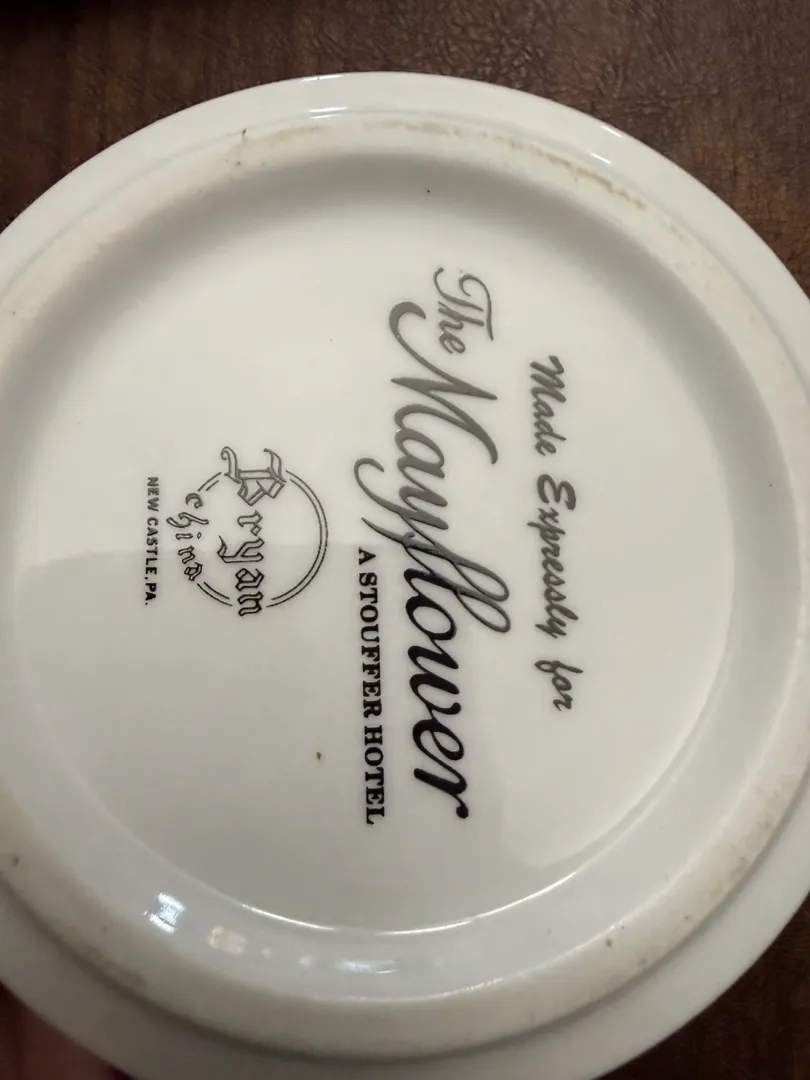 Made Expressly for
The
Mayflower
A STOUFFER HOTEL
Bryan
china
NEW CASTLE, PA.